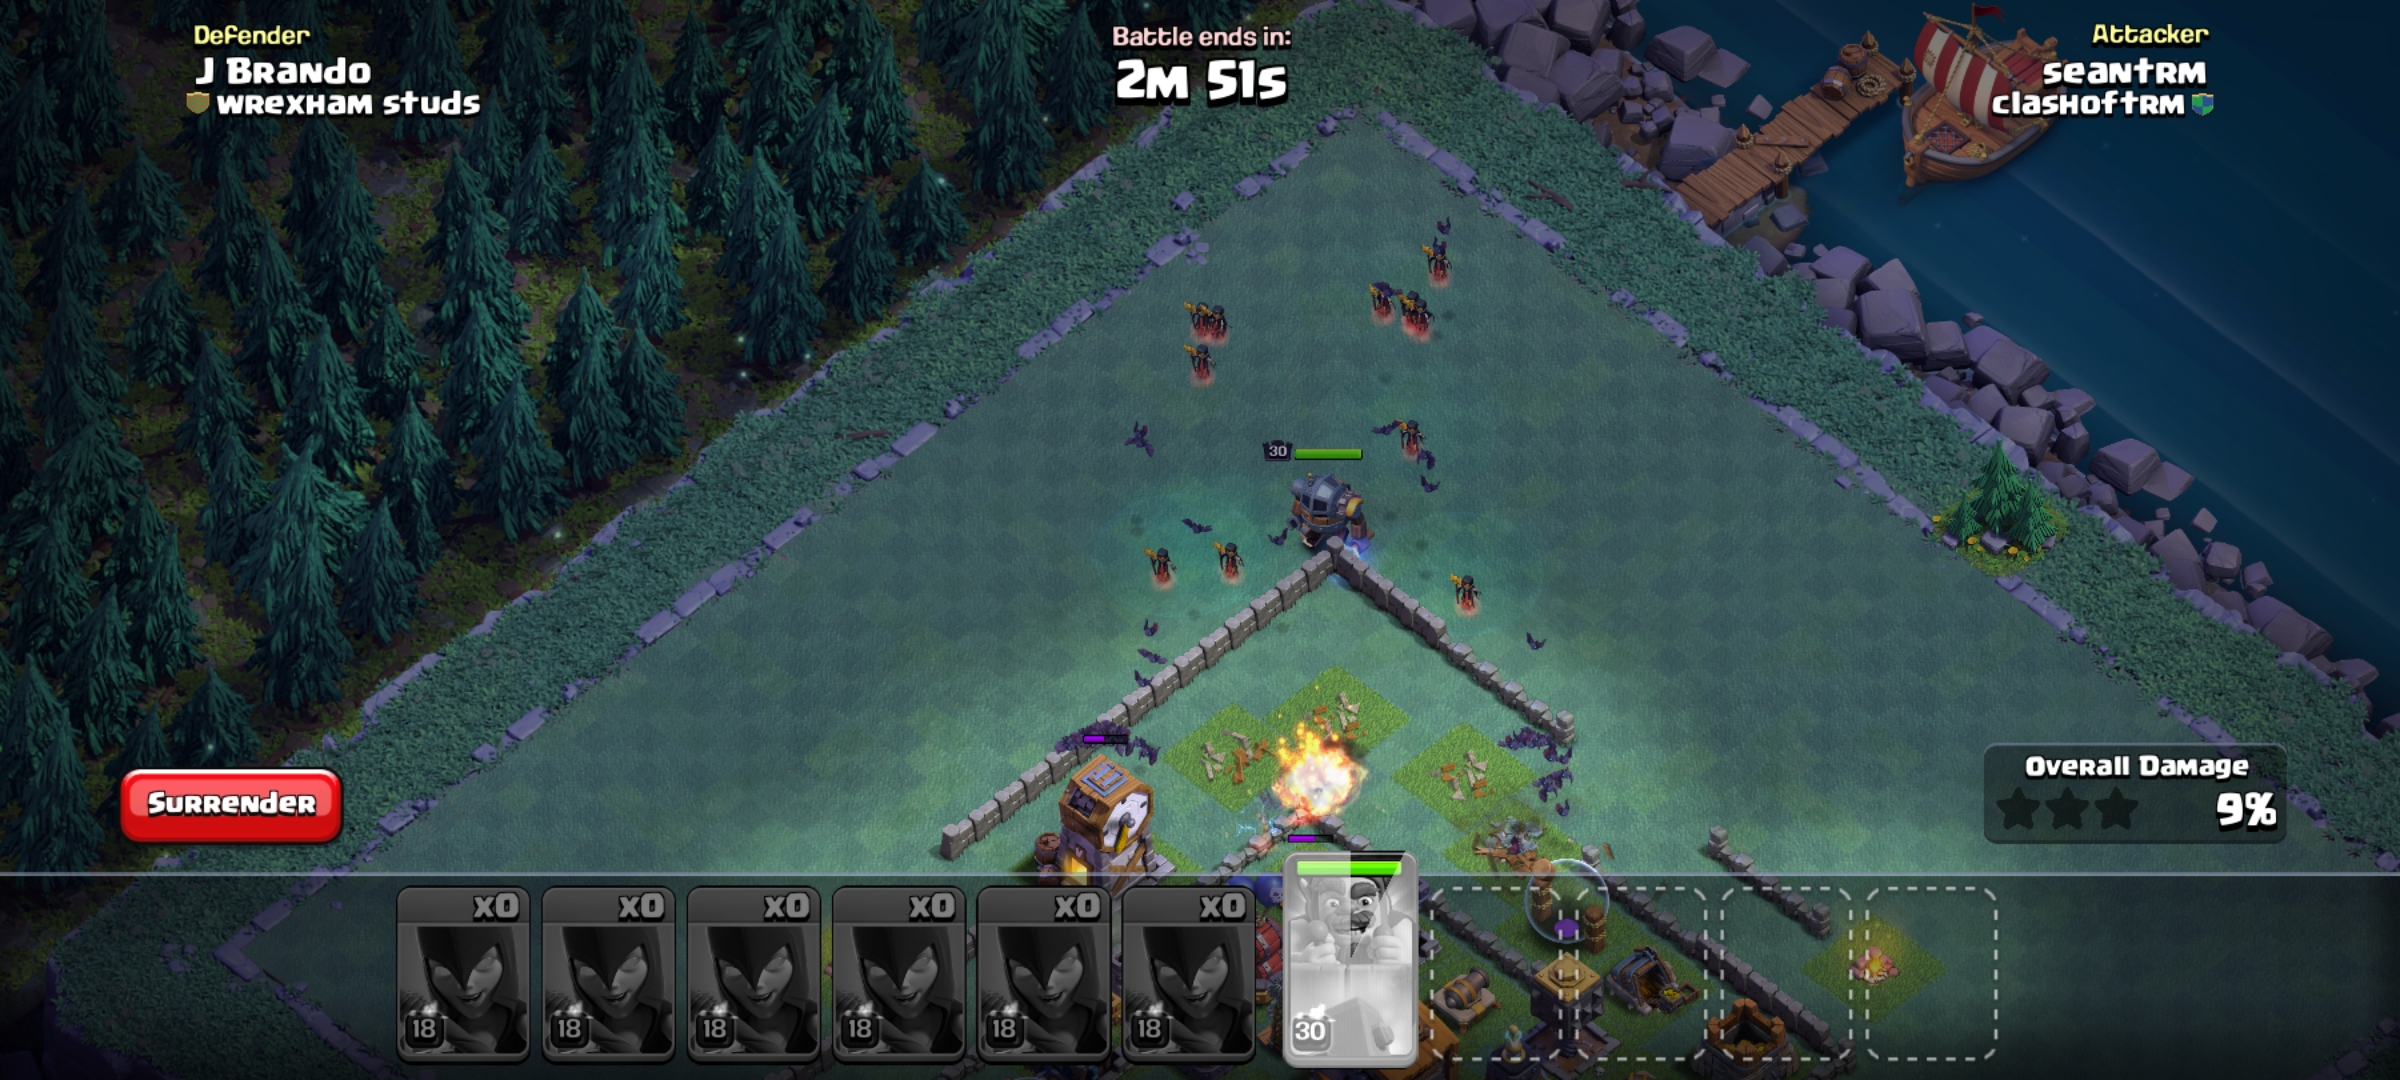 Defender
J Brando
wrexham studs
Battle ends in:
2m 51s
Attacker
seantrm
clashoftrm
30
Surrender
Overall Damage
9%
x0
x0
x0
x0
x0
x0
18
18
18
18
18
18
30